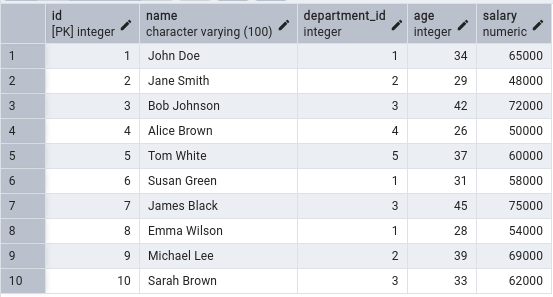 id name department_id age salary
[PK] integer character varying (100) integer integer numeric
1 1 John Doe 1 34 65000
2 2 Jane Smith 2 29 48000
3 3 Bob Johnson 3 42 72000
4 4 Alice Brown 4 26 50000
5 5 Tom White 5 37 60000
6 6 Susan Green 1 31 58000
7 7 James Black 3 45 75000
8 8 Emma Wilson 1 28 54000
9 9 Michael Lee 2 39 69000
10 10 Sarah Brown 3 33 62000